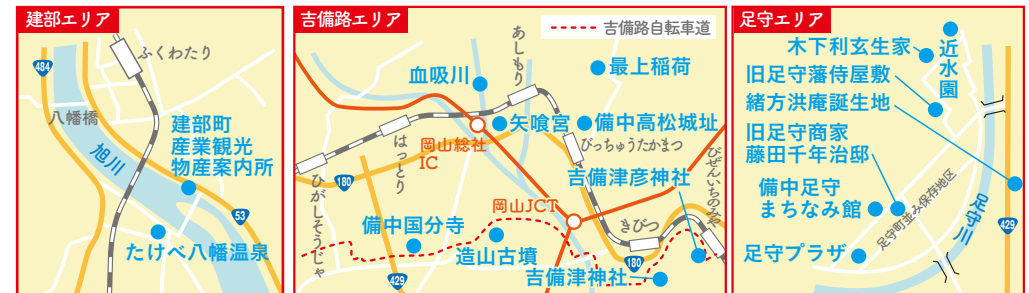 建部エリア
ふくわたり
484
八幡橋
旭川
建部町
産業観光
物産案内所
53
たけべ八幡温泉
吉備路エリア
吉備路自転車道
あしもり
血吸川
最上稲荷
矢喰宮
備中高松城址
岡山総社
IC
はっとり
びっちゅうたかまつ
びぜんいちのみや
180
ひがしそうじゃ
吉備津彦神社
岡山JCT
備中国分寺
きびつ
造山古墳
180
429
吉備津神社
足守エリア
木下利玄生家
近水園
旧足守藩侍屋敷
緒方洪庵誕生地
旧足守商家
藤田千年治邸
備中足守
まちなみ館
足守町並み保存地区
足守川
429
足守プラザ